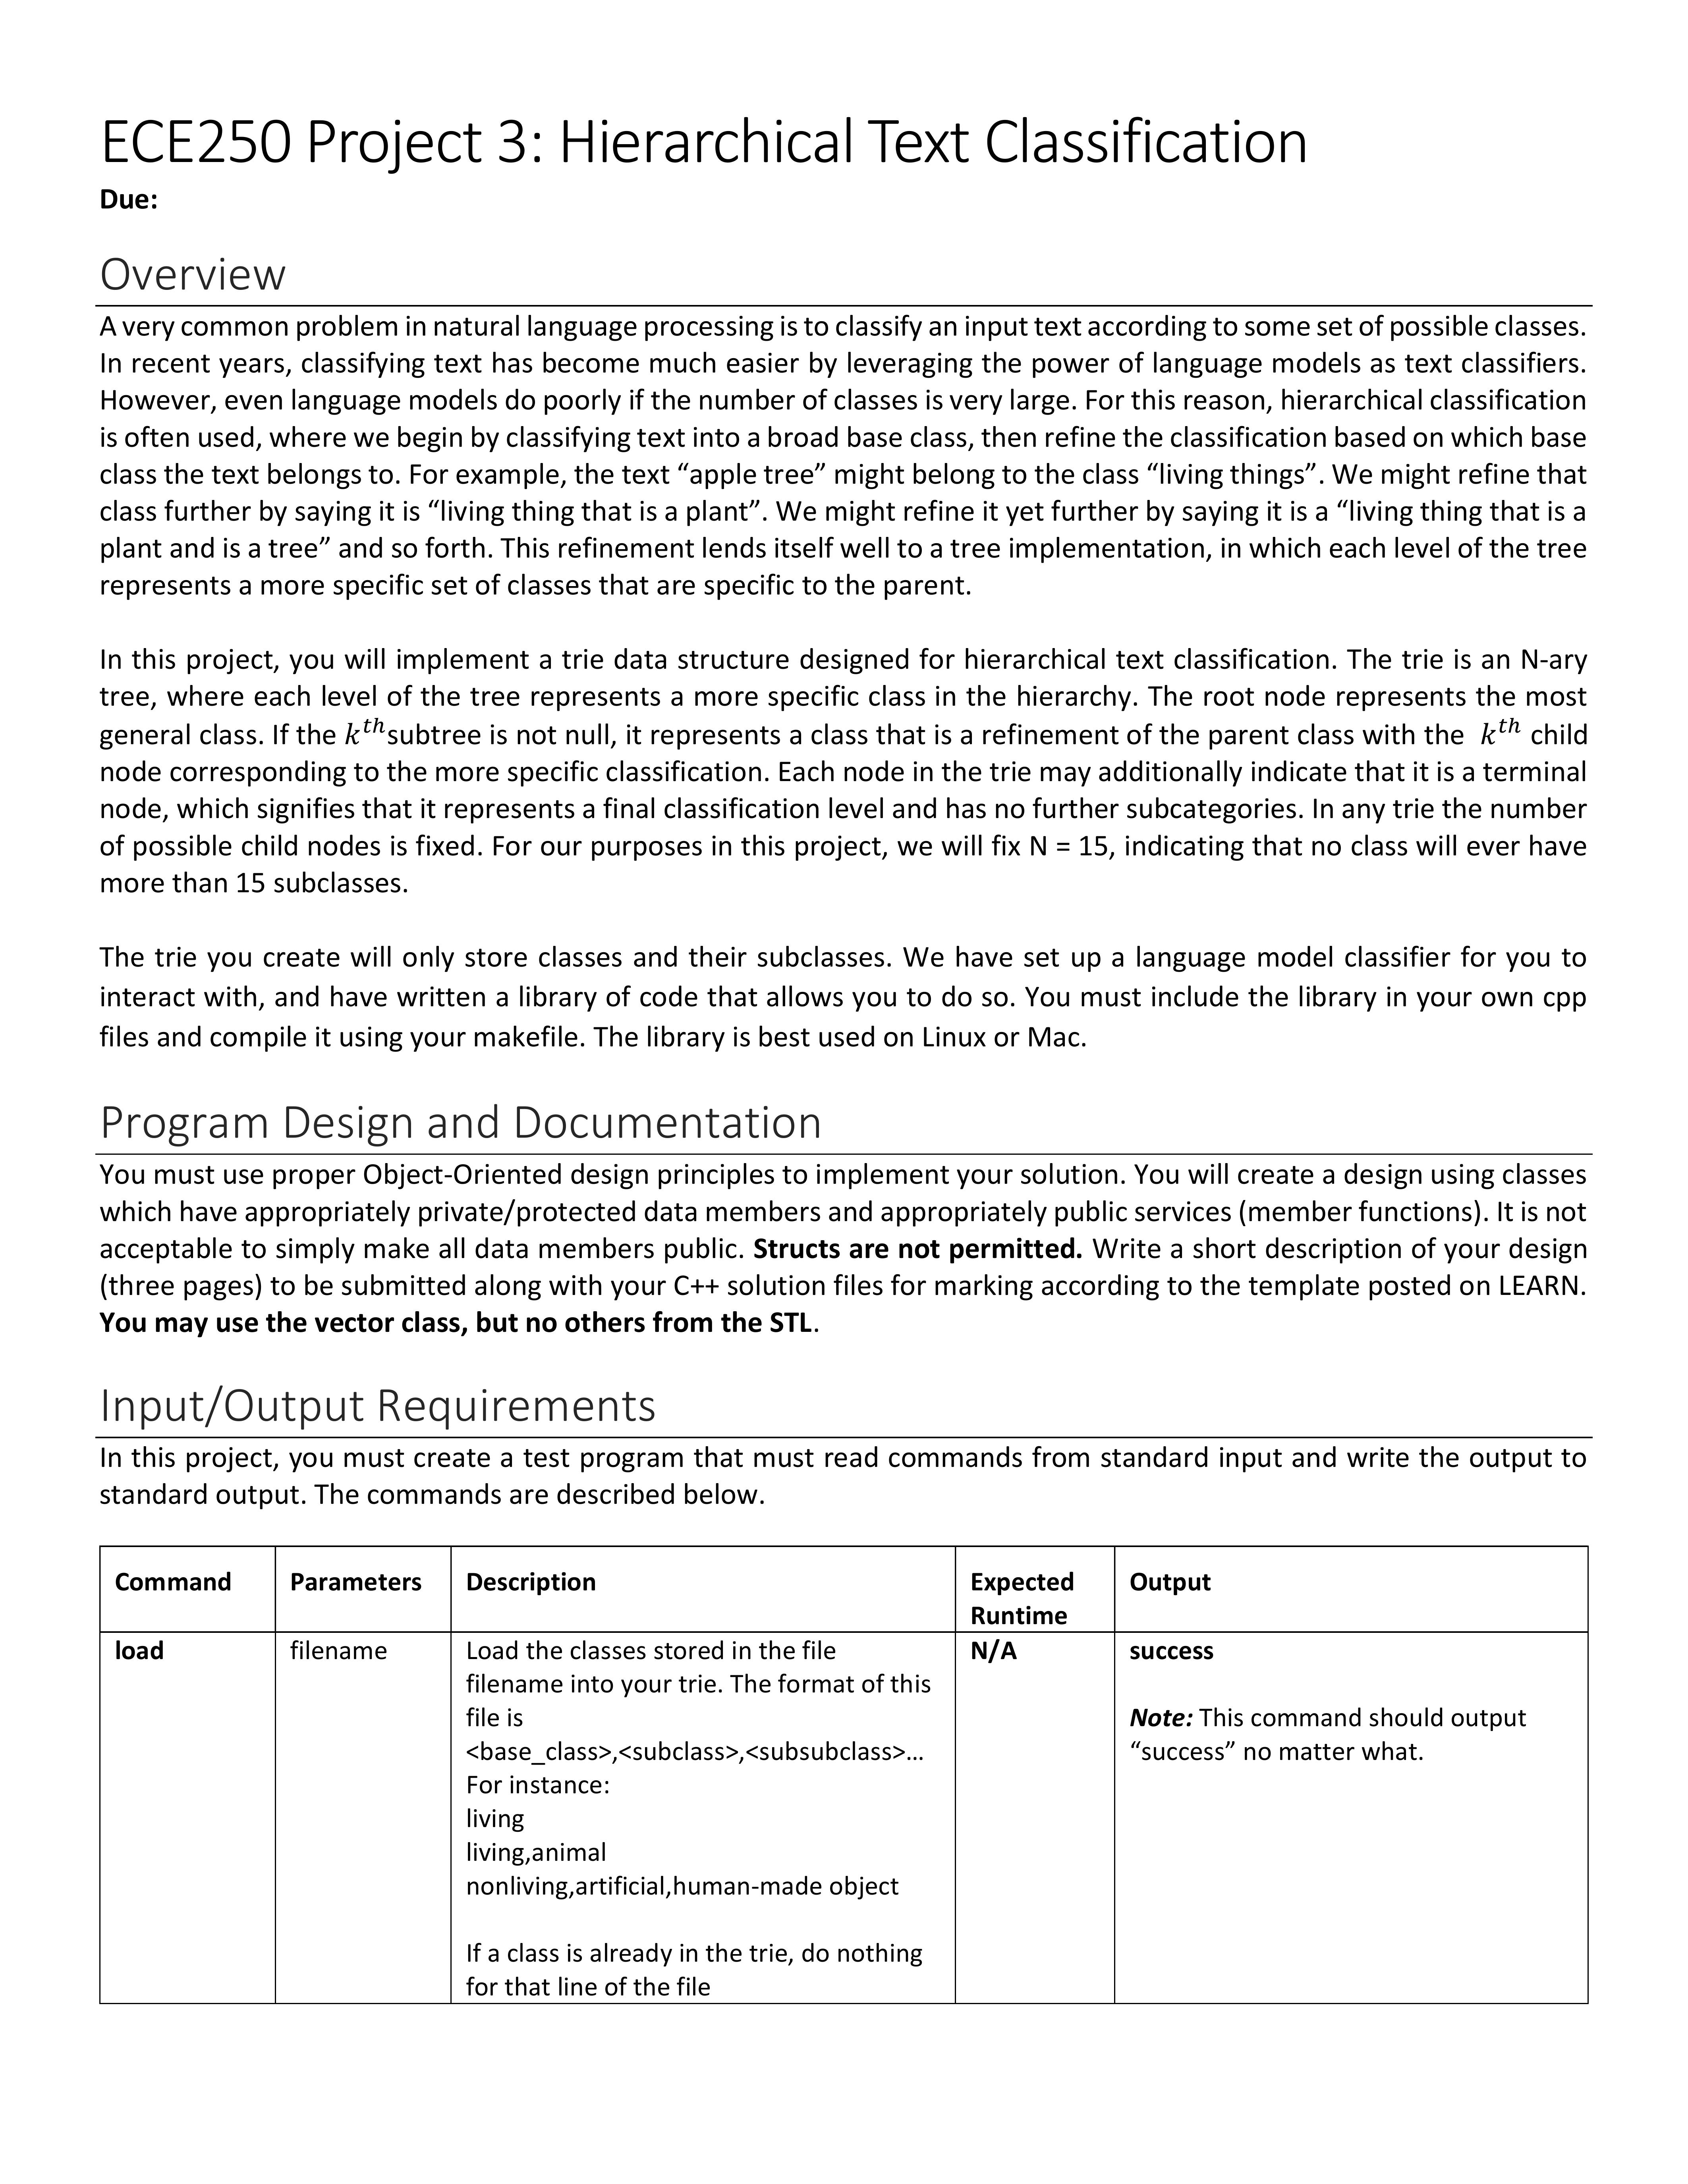 ECE250 Project 3: Hierarchical Text Classification
Due:
Overview
A very common problem in natural language processing is to classify an input text according to some set of possible classes.
In recent years, classifying text has become much easier by leveraging the power of language models as text classifiers.
However, even language models do poorly if the number of classes is very large. For this reason, hierarchical classification
is often used, where we begin by classifying text into a broad base class, then refine the classification based on which base
class the text belongs to. For example, the text “apple tree” might belong to the class “living things”. We might refine that
class further by saying it is “living thing that is a plant”. We might refine it yet further by saying it is a “living thing that is a
plant and is a tree” and so forth. This refinement lends itself well to a tree implementation, in which each level of the tree
represents a more specific set of classes that are specific to the parent.
In this project, you will implement a trie data structure designed for hierarchical text classification. The trie is an N-ary
tree, where each level of the tree represents a more specific class in the hierarchy. The root node represents the most
general class. If the k^th subtree is not null, it represents a class that is a refinement of the parent class with the k^th child
node corresponding to the more specific classification. Each node in the trie may additionally indicate that it is a terminal
node, which signifies that it represents a final classification level and has no further subcategories. In any trie the number
of possible child nodes is fixed. For our purposes in this project, we will fix N = 15, indicating that no class will ever have
more than 15 subclasses.
The trie you create will only store classes and their subclasses. We have set up a language model classifier for you to
interact with, and have written a library of code that allows you to do so. You must include the library in your own cpp
files and compile it using your makefile. The library is best used on Linux or Mac.
Program Design and Documentation
You must use proper Object-Oriented design principles to implement your solution. You will create a design using classes
which have appropriately private/protected data members and appropriately public services (member functions). It is not
acceptable to simply make all data members public. Structs are not permitted. Write a short description of your design
(three pages) to be submitted along with your C++ solution files for marking according to the template posted on LEARN.
You may use the vector class, but no others from the STL.
Input/Output Requirements
In this project, you must create a test program that must read commands from standard input and write the output to
standard output. The commands are described below.
Command
Parameters
Description
Expected
Runtime
Output
load
filename
Load the classes stored in the file
filename into your trie. The format of this
file is
<base_class>,<subclass>,<subsubclass>…
For instance:
living
living,animal
nonliving,artificial,human-made object
If a class is already in the trie, do nothing
for that line of the file
N/A
success
Note: This command should output
“success” no matter what.